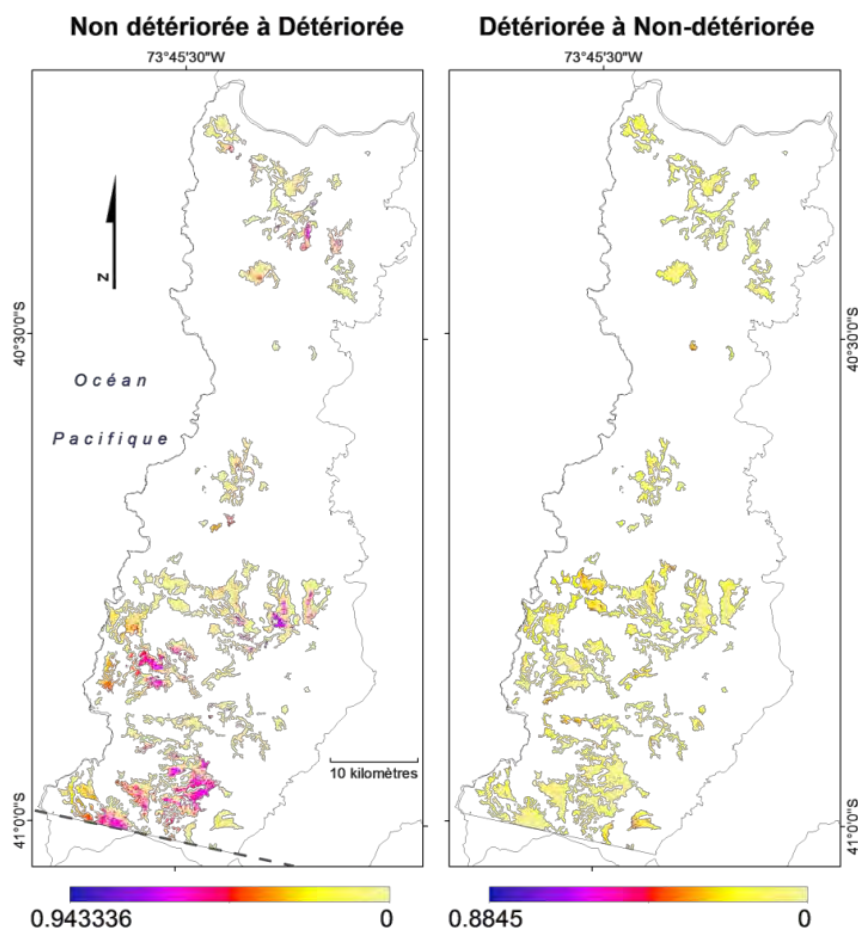 Non détériorée à Détériorée
Détériorée à Non-détériorée
73°45'30"W
73°45'30"W
z
40°30'0"S
40°30'0"S
Océan
Pacifique
10 kilomètres
41°0'0"S
41°0'0"S
0.943336
0
0.8845
0